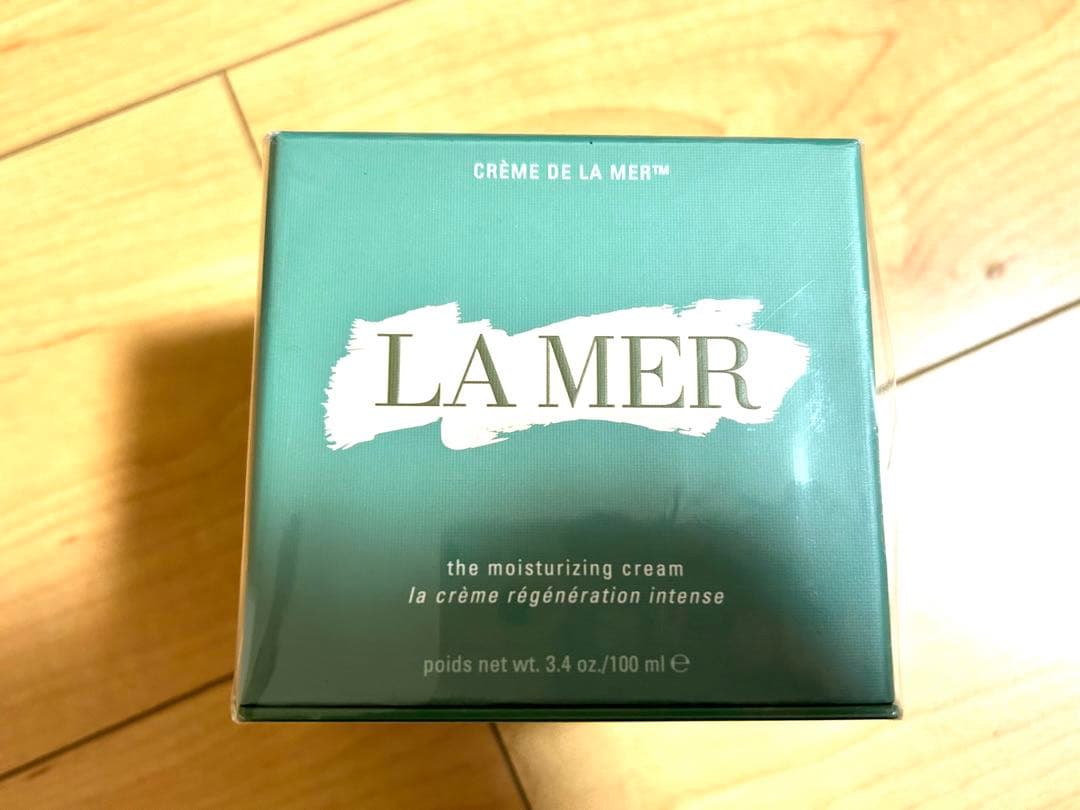 CRÈME DE LA MER™
LA MER
the moisturizing cream
la crème régénération intense
poids net wt. 3.4 oz./100 ml ℮